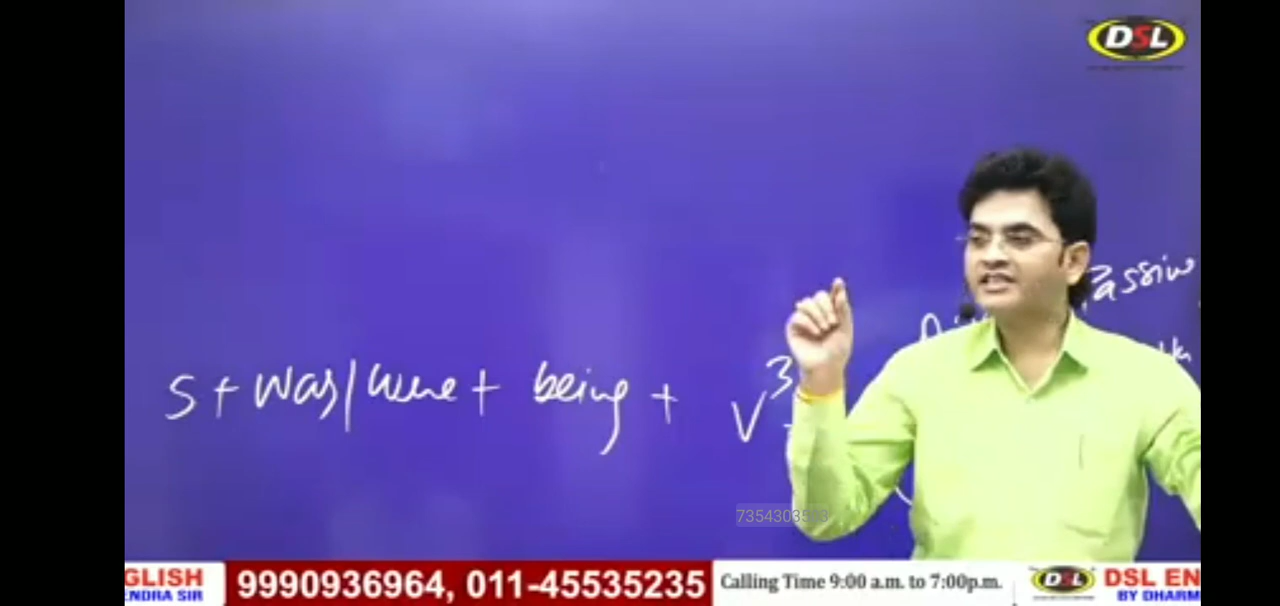 DSL
Passive
S + was/were + being + V3
7354303
GLISH
ENDRA SIR
9990936964, 011-45535235
Calling Time 9:00 a.m. to 7:00p.m.
DSL
DSL EN
BY DHARM